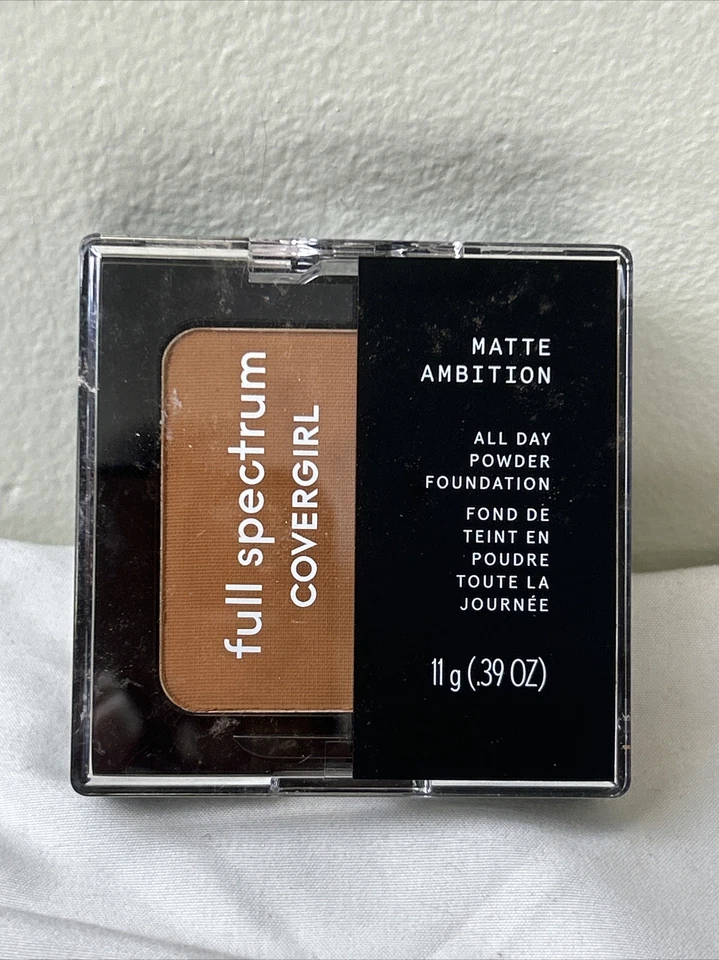 full spectrum
COVERGIRL
MATTE
AMBITION
ALL DAY
POWDER
FOUNDATION
FOND DE
TEINT EN
POUDRE
TOUTE LA
JOURNÉE
11 g (.39 OZ)